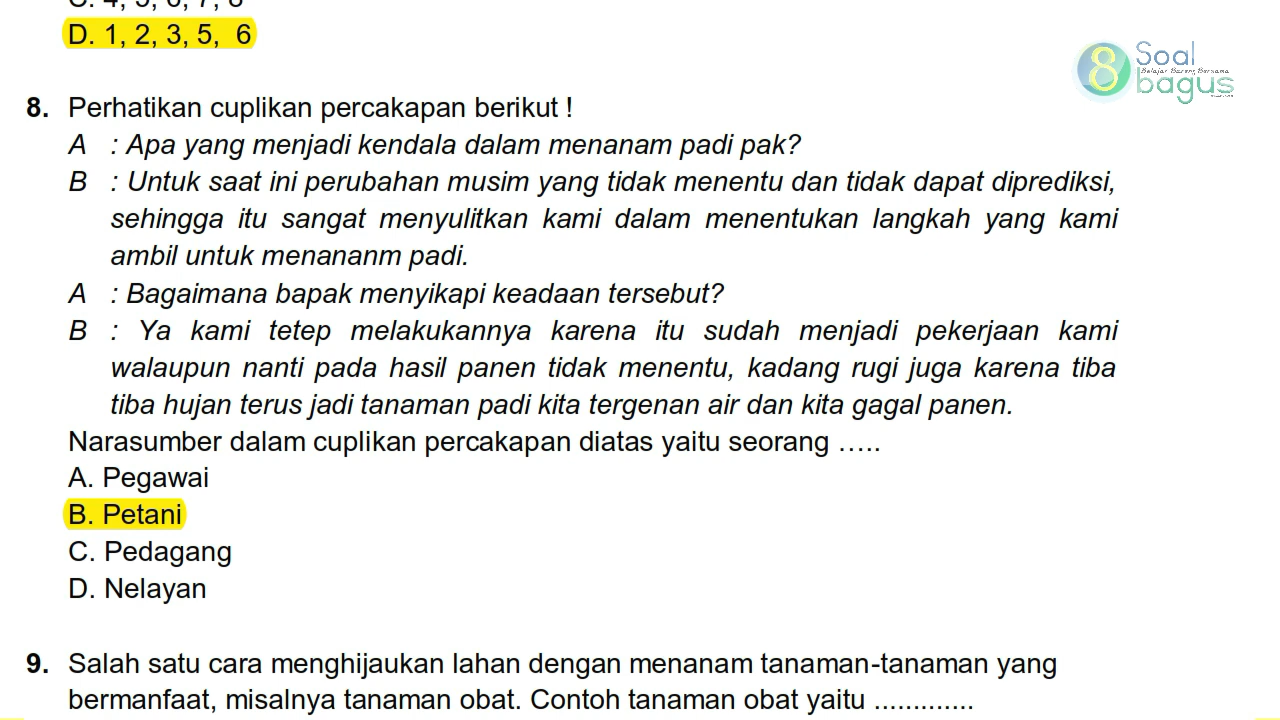 D. 1, 2, 3, 5, 6
8 Soal
Belajar Bareng Bersama
bagus
8. Perhatikan cuplikan percakapan berikut !
A : Apa yang menjadi kendala dalam menanam padi pak?
B : Untuk saat ini perubahan musim yang tidak menentu dan tidak dapat diprediksi,
sehingga itu sangat menyulitkan kami dalam menentukan langkah yang kami
ambil untuk menananm padi.
A : Bagaimana bapak menyikapi keadaan tersebut?
B : Ya kami tetep melakukannya karena itu sudah menjadi pekerjaan kami
walaupun nanti pada hasil panen tidak menentu, kadang rugi juga karena tiba
tiba hujan terus jadi tanaman padi kita tergenan air dan kita gagal panen.
Narasumber dalam cuplikan percakapan diatas yaitu seorang …..
A. Pegawai
B. Petani
C. Pedagang
D. Nelayan
9. Salah satu cara menghijaukan lahan dengan menanam tanaman-tanaman yang
bermanfaat, misalnya tanaman obat. Contoh tanaman obat yaitu .............